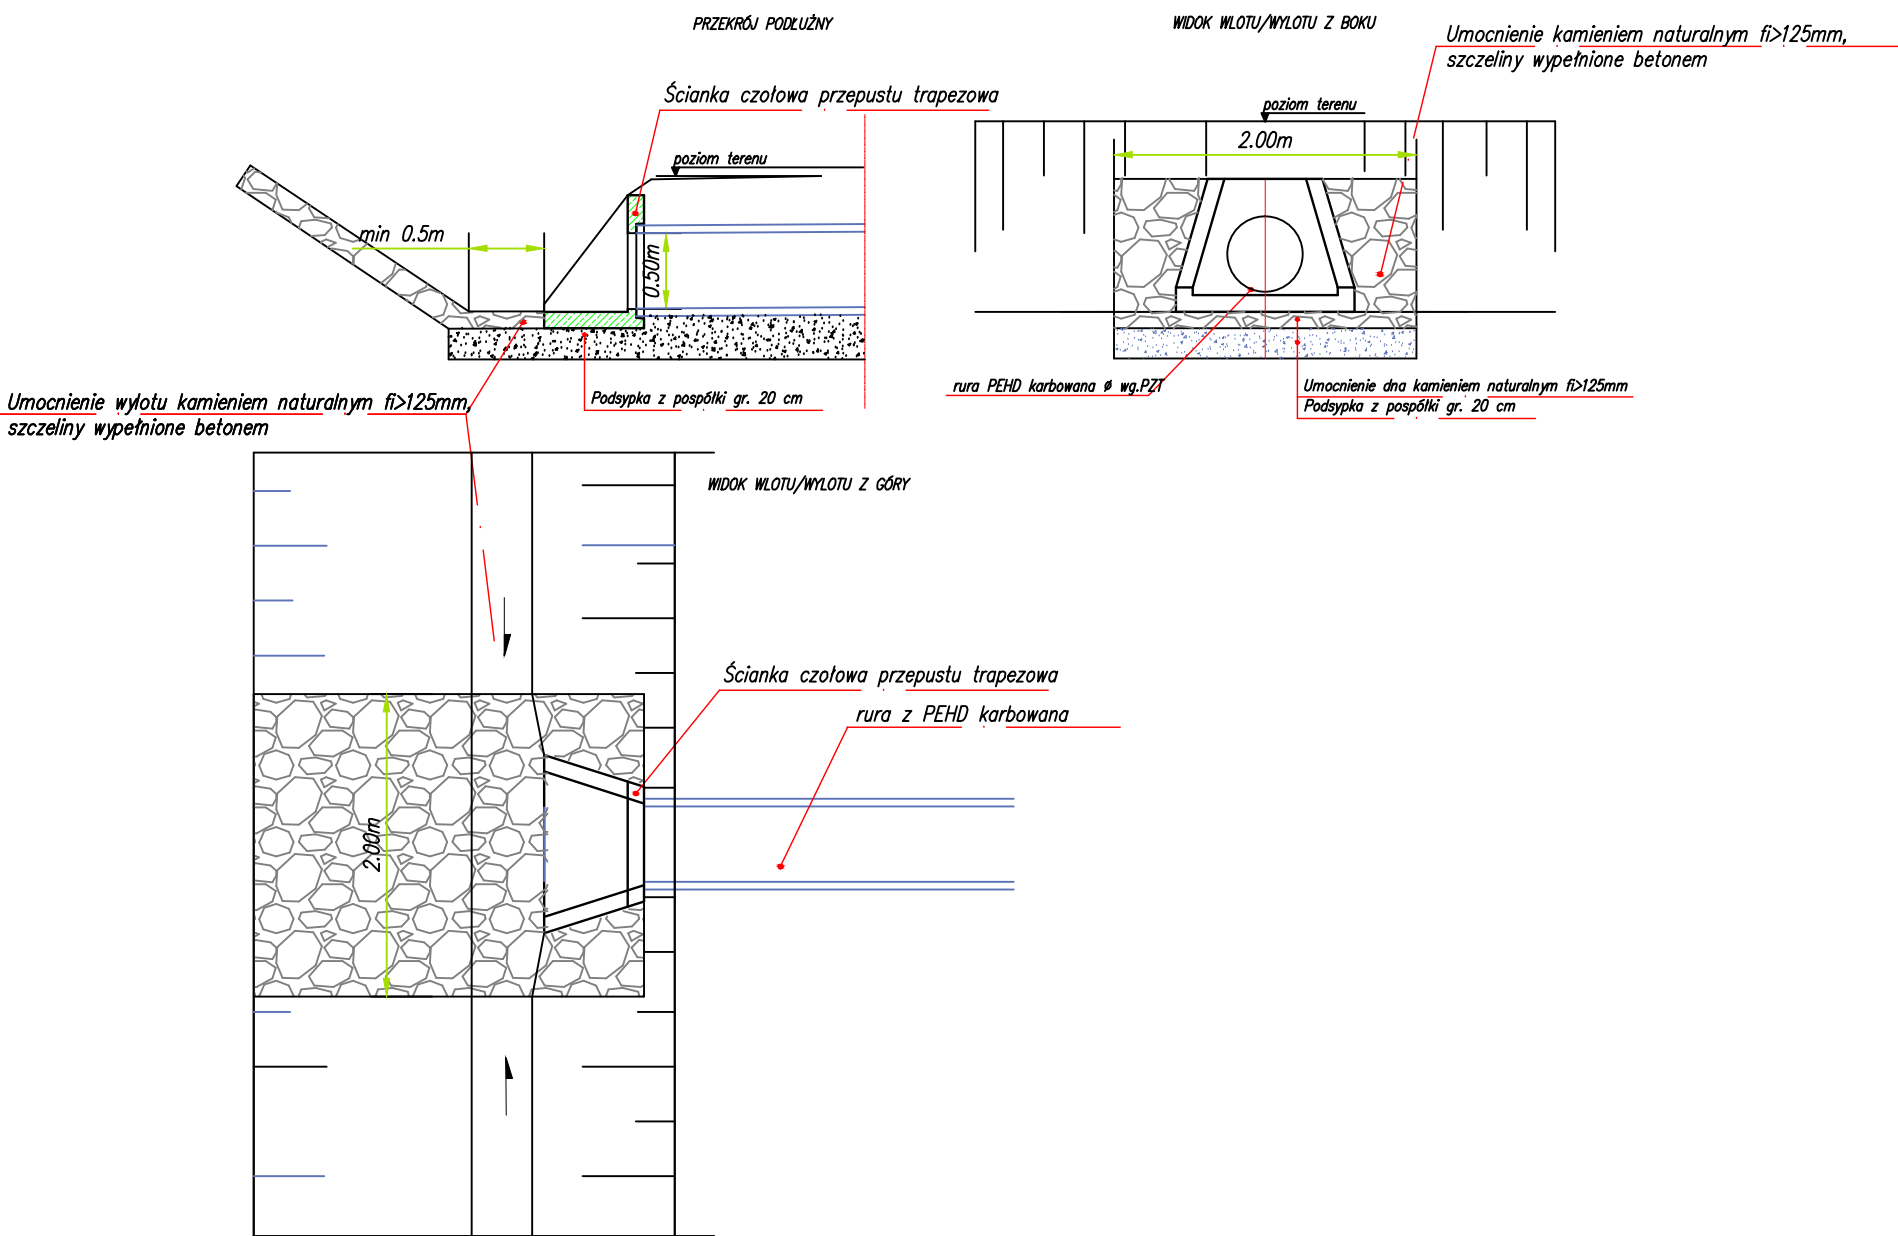 PRZEKRÓJ PODŁUŻNY
Ścianka czołowa przepustu trapezowa
poziom terenu
min 0.5m
0.50m
Umocnienie wylotu kamieniem naturalnym fi>125mm,
szczeliny wypełnione betonem
Podsypka z pospółki gr. 20 cm
WIDOK WLOTU/WYLOTU Z BOKU
Umocnienie kamieniem naturalnym fi>125mm,
szczeliny wypełnione betonem
poziom terenu
2.00m
rura PEHD karbowana ø wg.PZT
Umocnienie dna kamieniem naturalnym fi>125mm
Podsypka z pospółki gr. 20 cm
WIDOK WLOTU/WYLOTU Z GÓRY
Ścianka czołowa przepustu trapezowa
rura z PEHD karbowana
2.00m